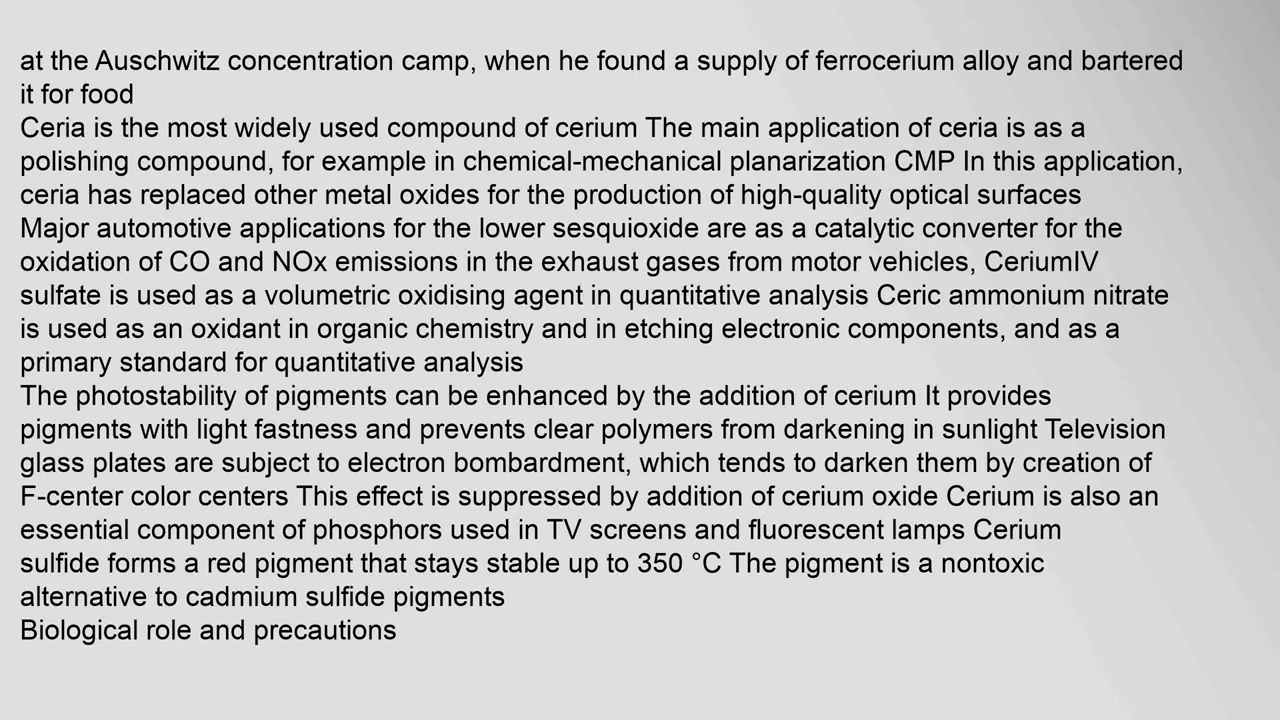 at the Auschwitz concentration camp, when he found a supply of ferrocerium alloy and bartered
it for food
Ceria is the most widely used compound of cerium The main application of ceria is as a
polishing compound, for example in chemical-mechanical planarization CMP In this application,
ceria has replaced other metal oxides for the production of high-quality optical surfaces
Major automotive applications for the lower sesquioxide are as a catalytic converter for the
oxidation of CO and NOx emissions in the exhaust gases from motor vehicles, CeriumIV
sulfate is used as a volumetric oxidising agent in quantitative analysis Ceric ammonium nitrate
is used as an oxidant in organic chemistry and in etching electronic components, and as a
primary standard for quantitative analysis
The photostability of pigments can be enhanced by the addition of cerium It provides
pigments with light fastness and prevents clear polymers from darkening in sunlight Television
glass plates are subject to electron bombardment, which tends to darken them by creation of
F-center color centers This effect is suppressed by addition of cerium oxide Cerium is also an
essential component of phosphors used in TV screens and fluorescent lamps Cerium
sulfide forms a red pigment that stays stable up to 350 °C The pigment is a nontoxic
alternative to cadmium sulfide pigments
Biological role and precautions